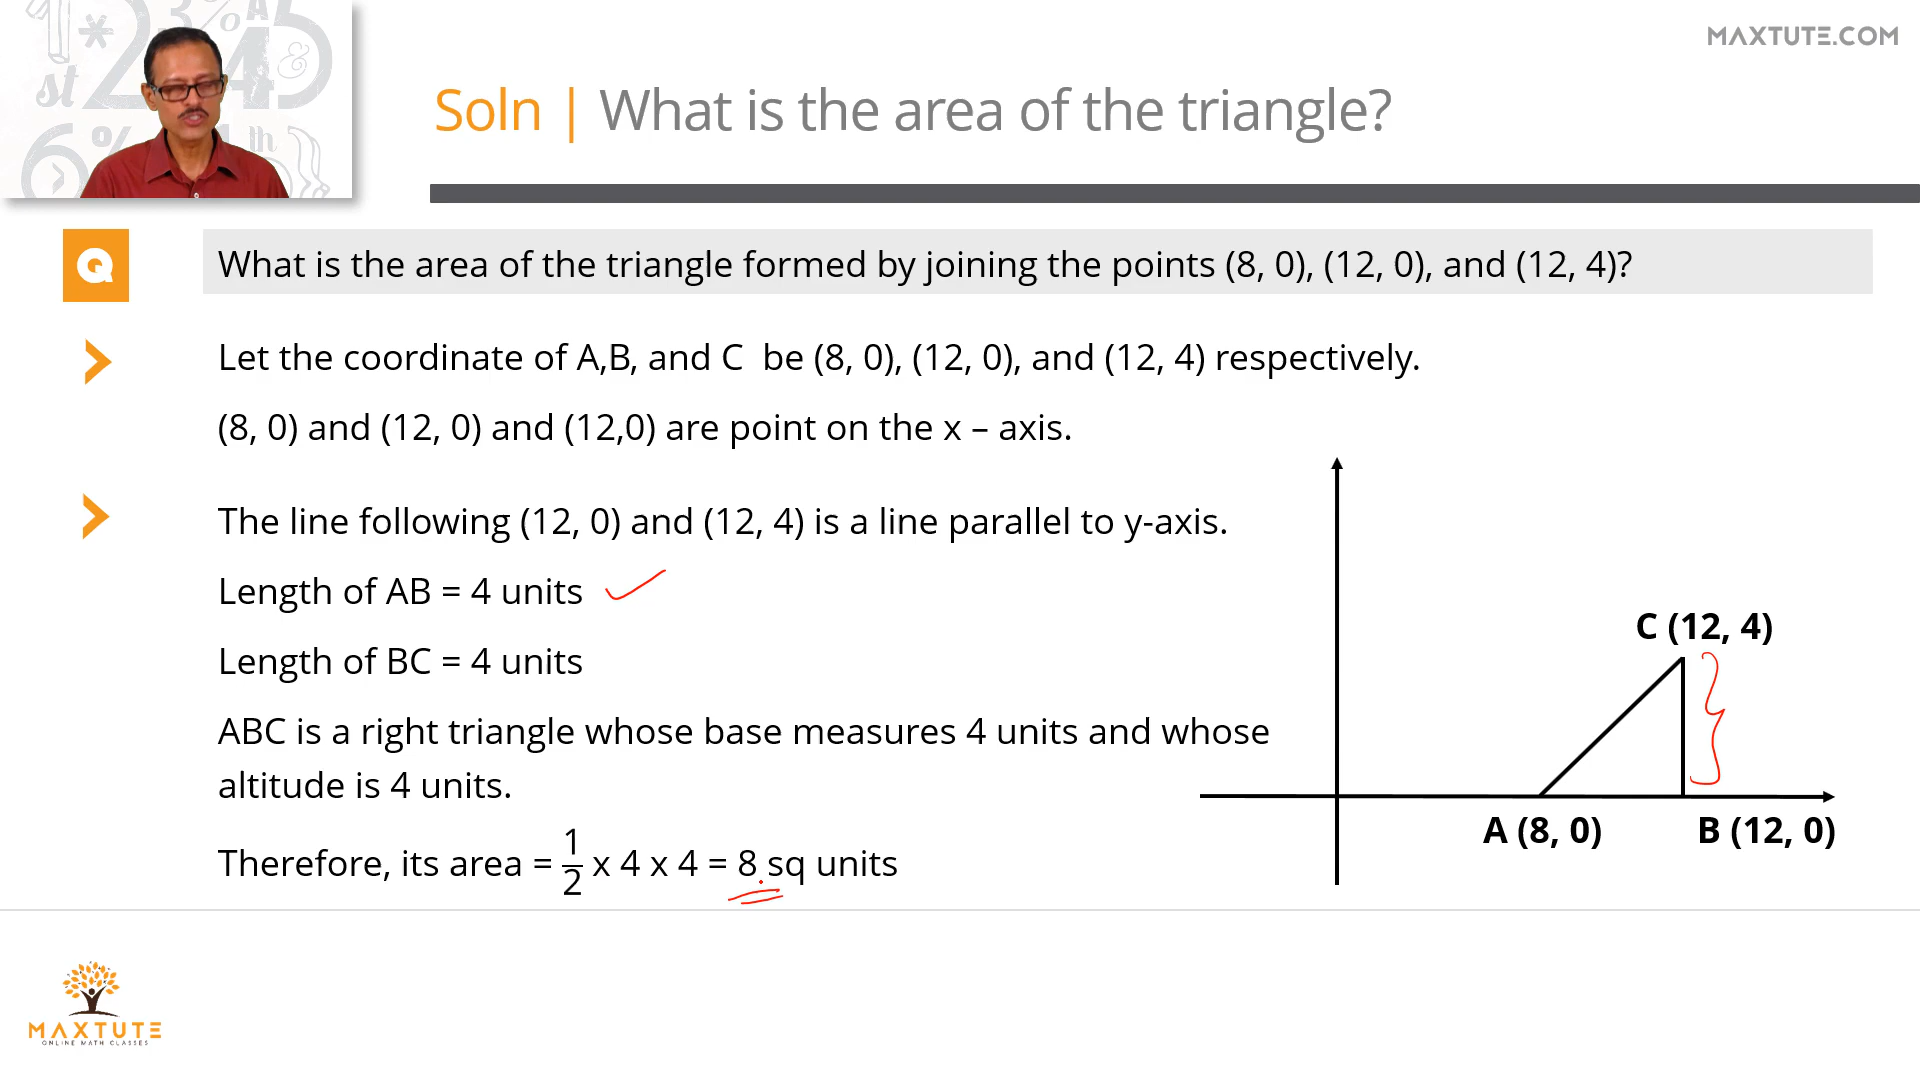 MAXTUTE.COM
Soln | What is the area of the triangle?
Q
What is the area of the triangle formed by joining the points (8, 0), (12, 0), and (12, 4)?
Let the coordinate of A,B, and C be (8, 0), (12, 0), and (12, 4) respectively.
(8, 0) and (12, 0) and (12,0) are point on the x – axis.
The line following (12, 0) and (12, 4) is a line parallel to y-axis.
Length of AB = 4 units
Length of BC = 4 units
ABC is a right triangle whose base measures 4 units and whose
altitude is 4 units.
Therefore, its area = 1/2 x 4 x 4 = 8 sq units
C (12, 4)
A (8, 0)
B (12, 0)
MAXTUTE
ONLINE MATH CLASSES